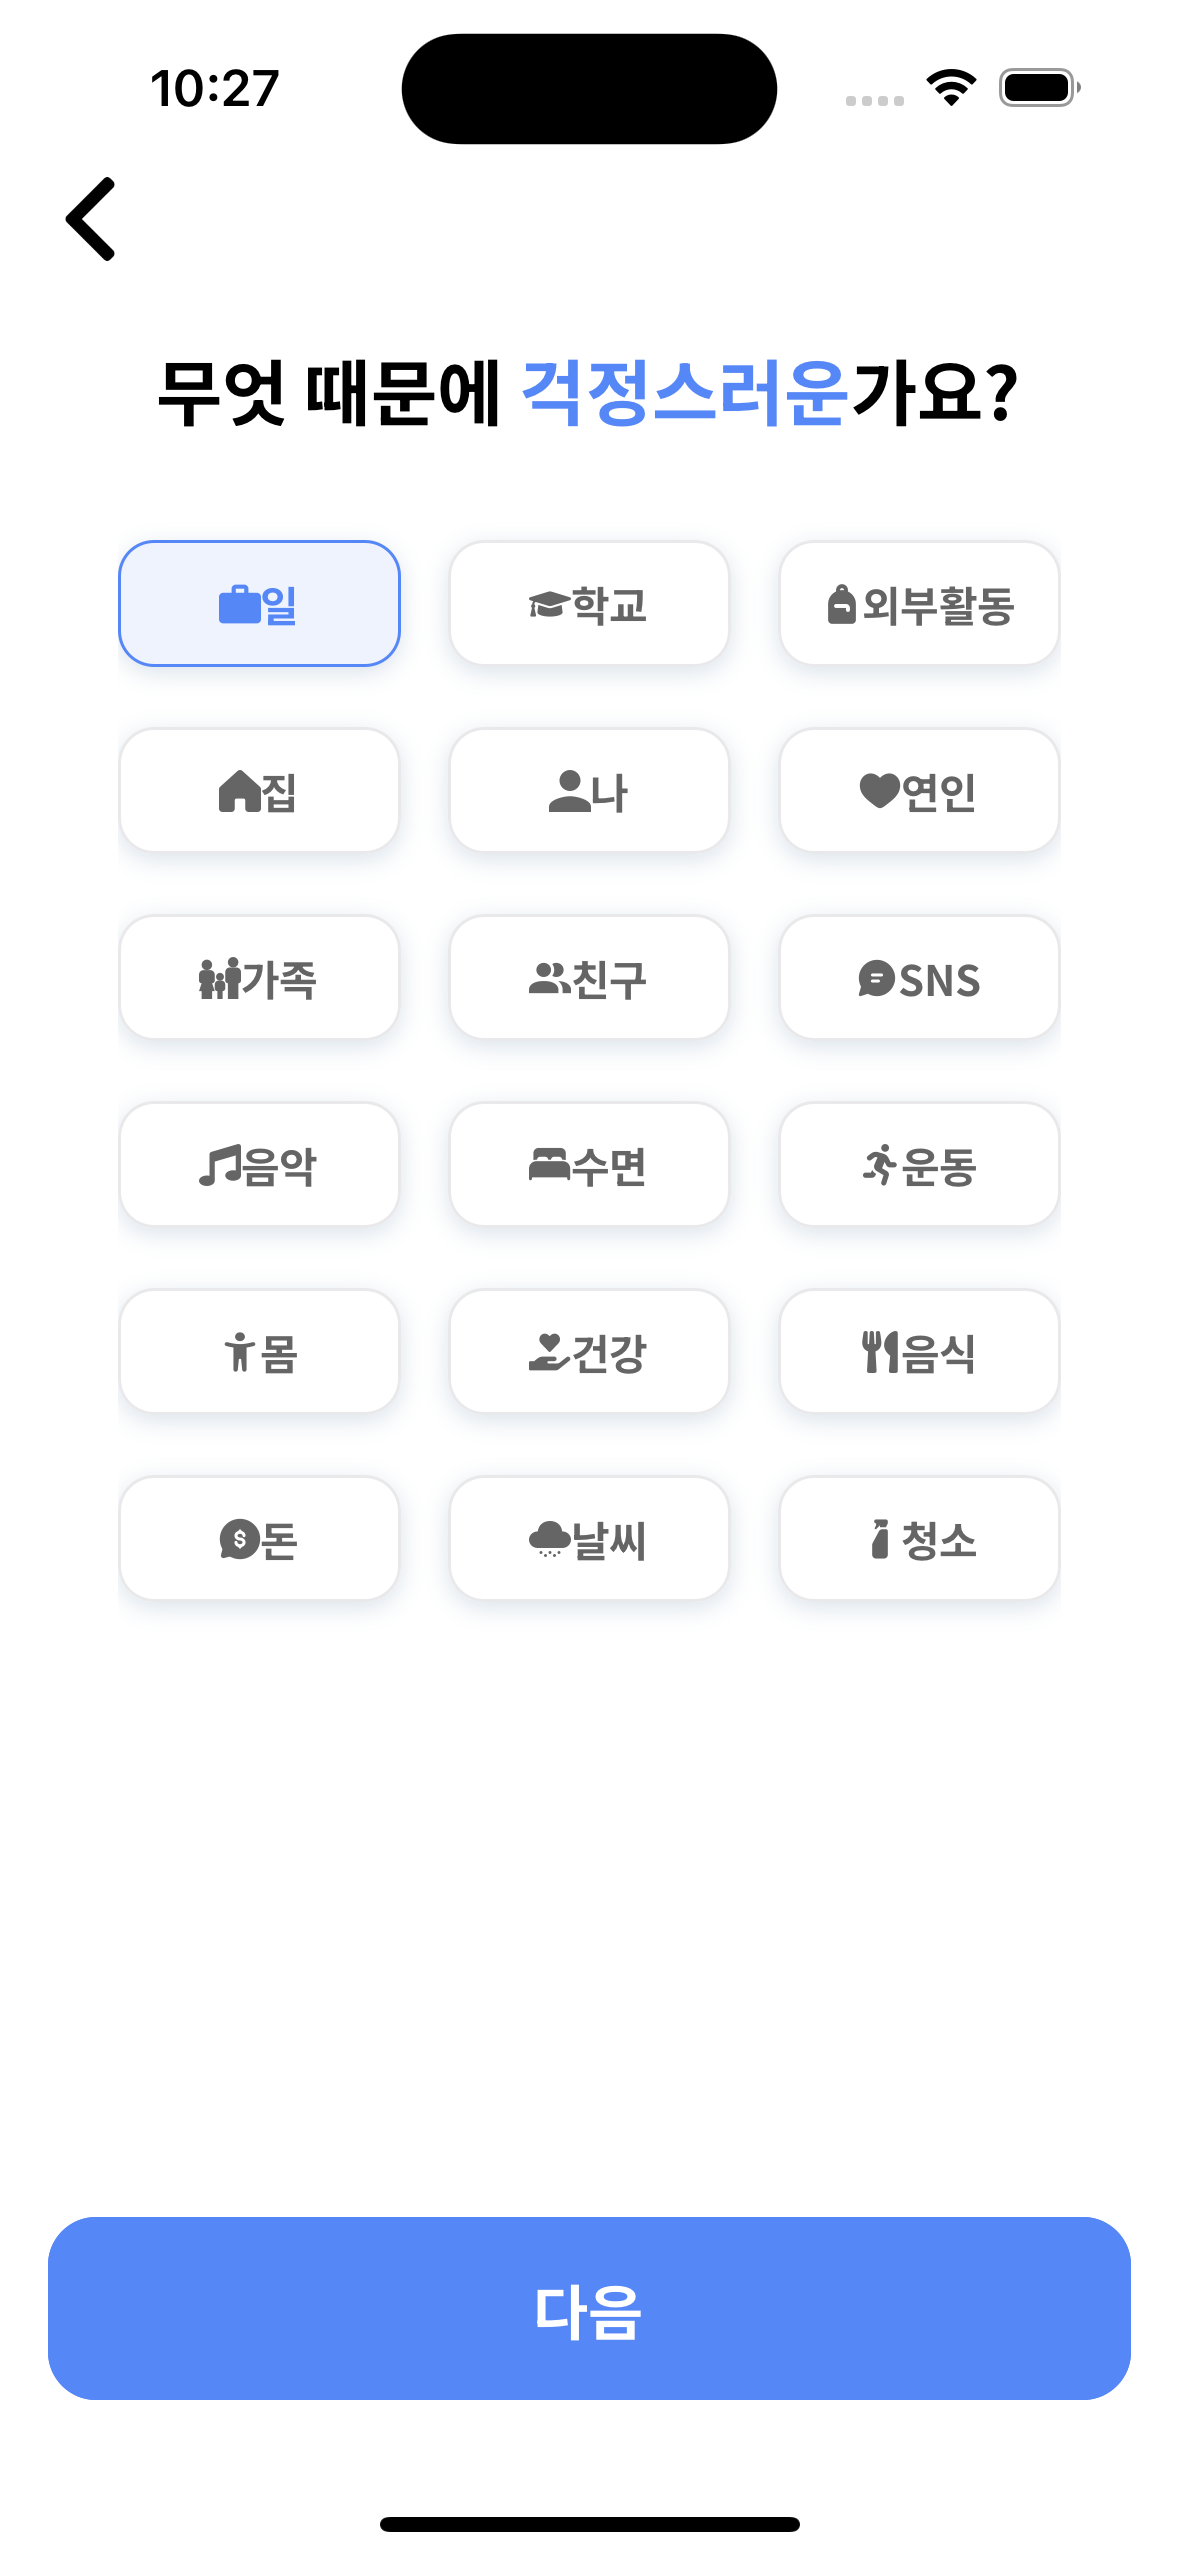 10:27
무엇 때문에 걱정스러운가요?
일
학교
외부활동
집
나
연인
가족
친구
SNS
음악
수면
운동
몸
건강
음식
돈
날씨
청소
다음